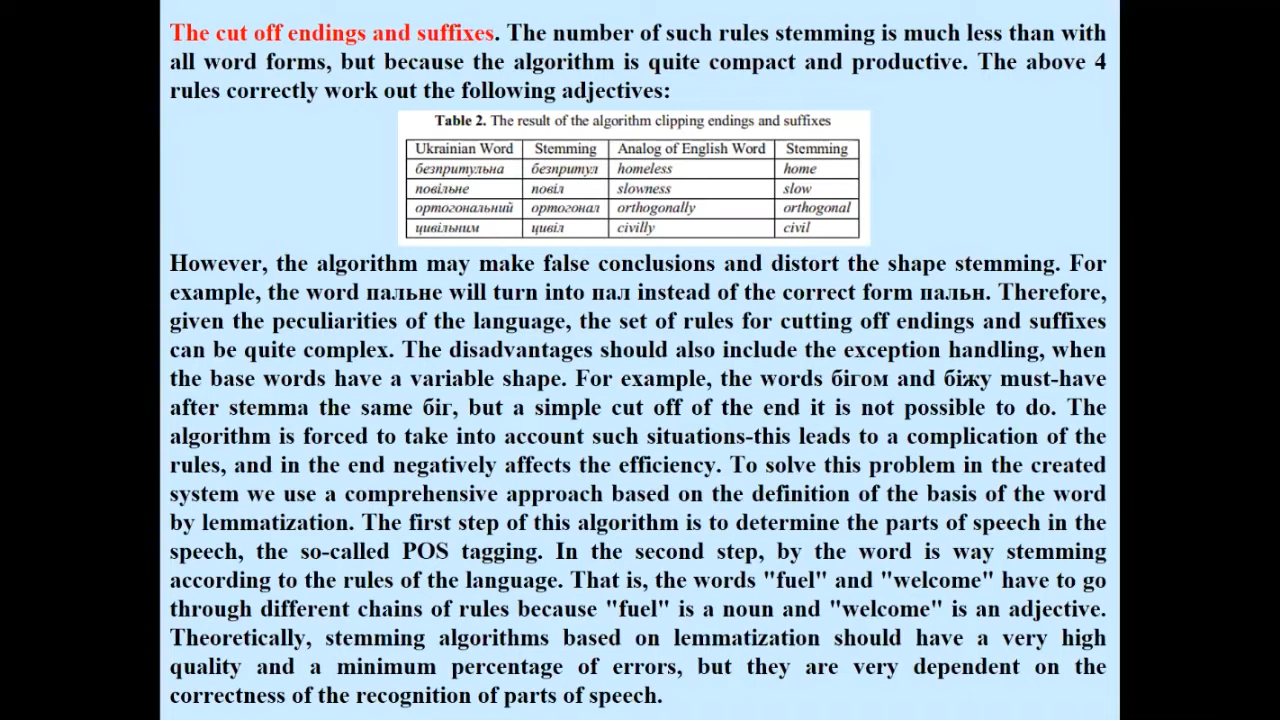 The cut off endings and suffixes. The number of such rules stemming is much less than with
all word forms, but because the algorithm is quite compact and productive. The above 4
rules correctly work out the following adjectives:
Table 2. The result of the algorithm clipping endings and suffixes
Ukrainian Word Stemming Analog of English Word Stemming
безпритульна безпритул homeless home
повільне повіл slowness slow
ортогональний ортогонал orthogonally orthogonal
цивільним цивіл civilly civil
However, the algorithm may make false conclusions and distort the shape stemming. For
example, the word пальне will turn into пал instead of the correct form пальн. Therefore,
given the peculiarities of the language, the set of rules for cutting off endings and suffixes
can be quite complex. The disadvantages should also include the exception handling, when
the base words have a variable shape. For example, the words бігом and біжу must-have
after stemma the same біг, but a simple cut off of the end it is not possible to do. The
algorithm is forced to take into account such situations-this leads to a complication of the
rules, and in the end negatively affects the efficiency. To solve this problem in the created
system we use a comprehensive approach based on the definition of the basis of the word
by lemmatization. The first step of this algorithm is to determine the parts of speech in the
speech, the so-called POS tagging. In the second step, by the word is way stemming
according to the rules of the language. That is, the words "fuel" and "welcome" have to go
through different chains of rules because "fuel" is a noun and "welcome" is an adjective.
Theoretically, stemming algorithms based on lemmatization should have a very high
quality and a minimum percentage of errors, but they are very dependent on the
correctness of the recognition of parts of speech.